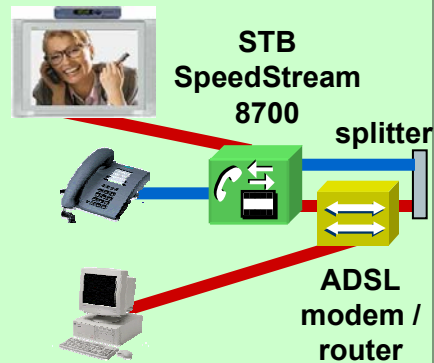 STB
SpeedStream
8700
splitter
ADSL
modem /
router